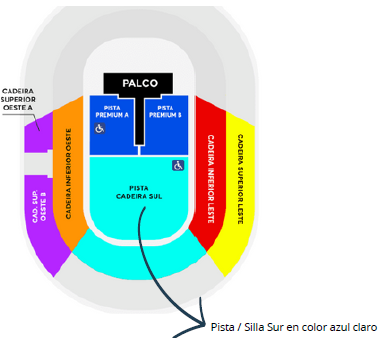 PALCO
CADEIRA
SUPERIOR
OESTE A
PISTA
PREMIUM A
PISTA
PREMIUM B
CADEIRA INFERIOR OESTE
CAD. SUP.
OESTE B
PISTA
CADEIRA SUL
CADEIRA INFERIOR LESTE
CADEIRA SUPERIOR LESTE
Pista / Silla Sur en color azul claro